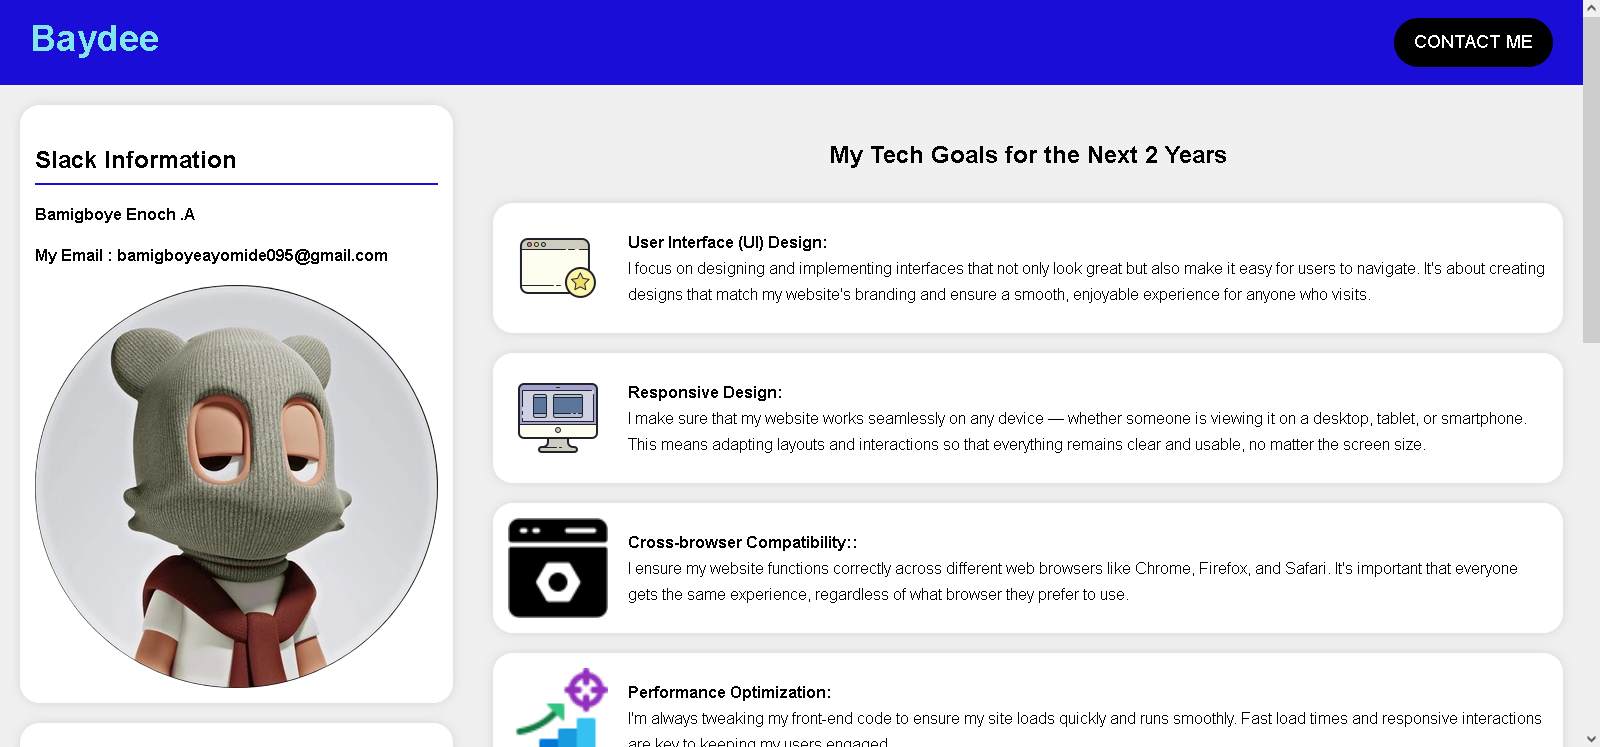 Baydee
CONTACT ME
Slack Information
Bamigboye Enoch .A
My Email : bamigboyeayomide095@gmail.com
My Tech Goals for the Next 2 Years
User Interface (UI) Design:
I focus on designing and implementing interfaces that not only look great but also make it easy for users to navigate. It's about creating
designs that match my website's branding and ensure a smooth, enjoyable experience for anyone who visits.
Responsive Design:
I make sure that my website works seamlessly on any device — whether someone is viewing it on a desktop, tablet, or smartphone.
This means adapting layouts and interactions so that everything remains clear and usable, no matter the screen size.
Cross-browser Compatibility::
I ensure my website functions correctly across different web browsers like Chrome, Firefox, and Safari. It's important that everyone
gets the same experience, regardless of what browser they prefer to use.
Performance Optimization:
I'm always tweaking my front-end code to ensure my site loads quickly and runs smoothly. Fast load times and responsive interactions
are key to keeping my users engaged